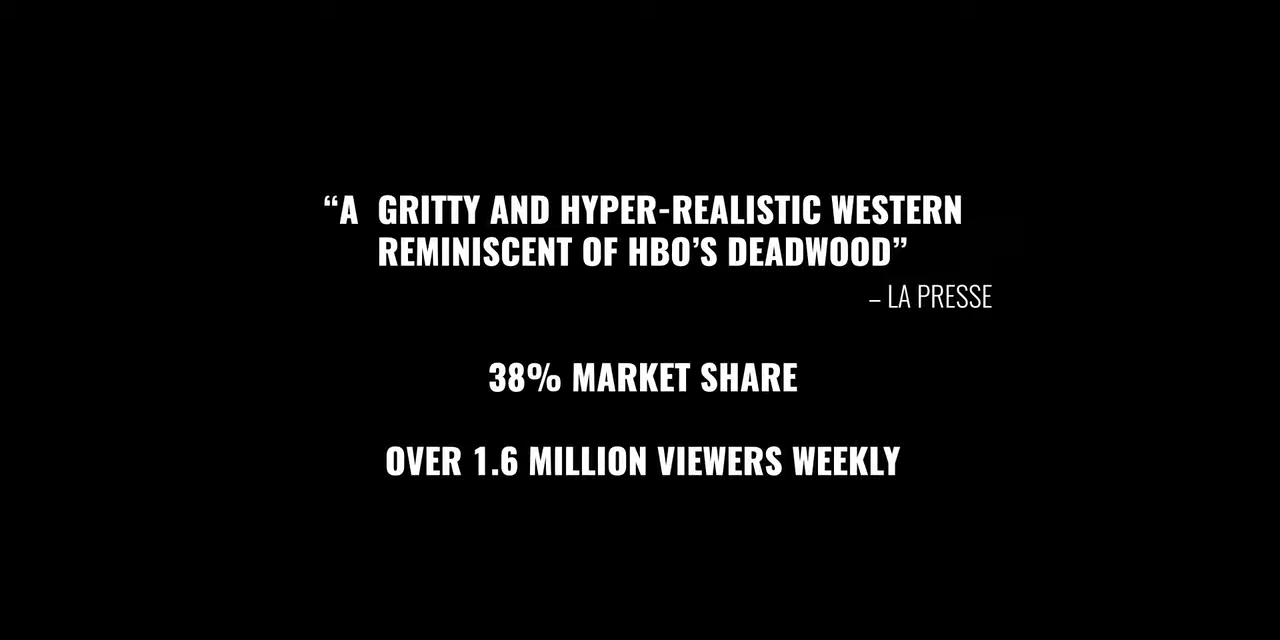 “A GRITTY AND HYPER-REALISTIC WESTERN
REMINISCENT OF HBO’S DEADWOOD”
– LA PRESSE
38% MARKET SHARE
OVER 1.6 MILLION VIEWERS WEEKLY